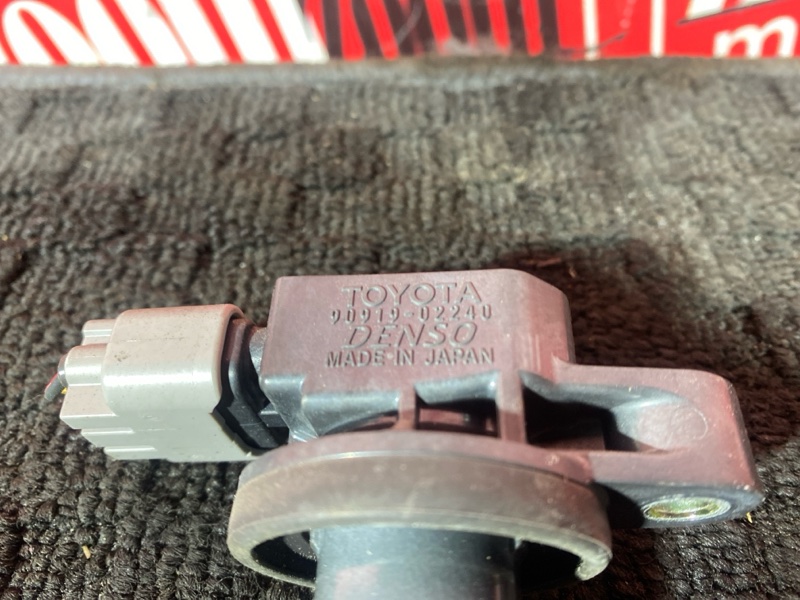 TOYOTA
90919-02240
DENSO
MADE IN JAPAN